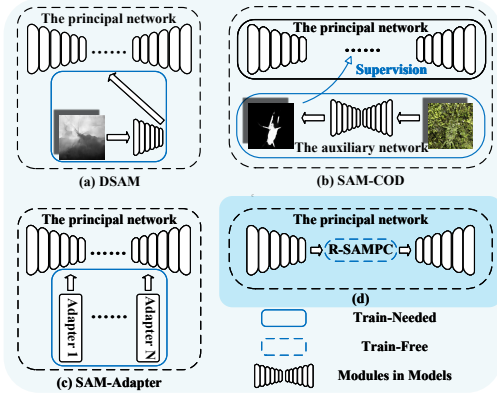 The principal network
......
(a) DSAM
The principal network
......
Supervision
The auxiliary network
(b) SAM-COD
The principal network
......
Adapter 1
......
Adapter N
(c) SAM-Adapter
The principal network
R-SAMPC
(d)
Train-Needed
Train-Free
Modules in Models